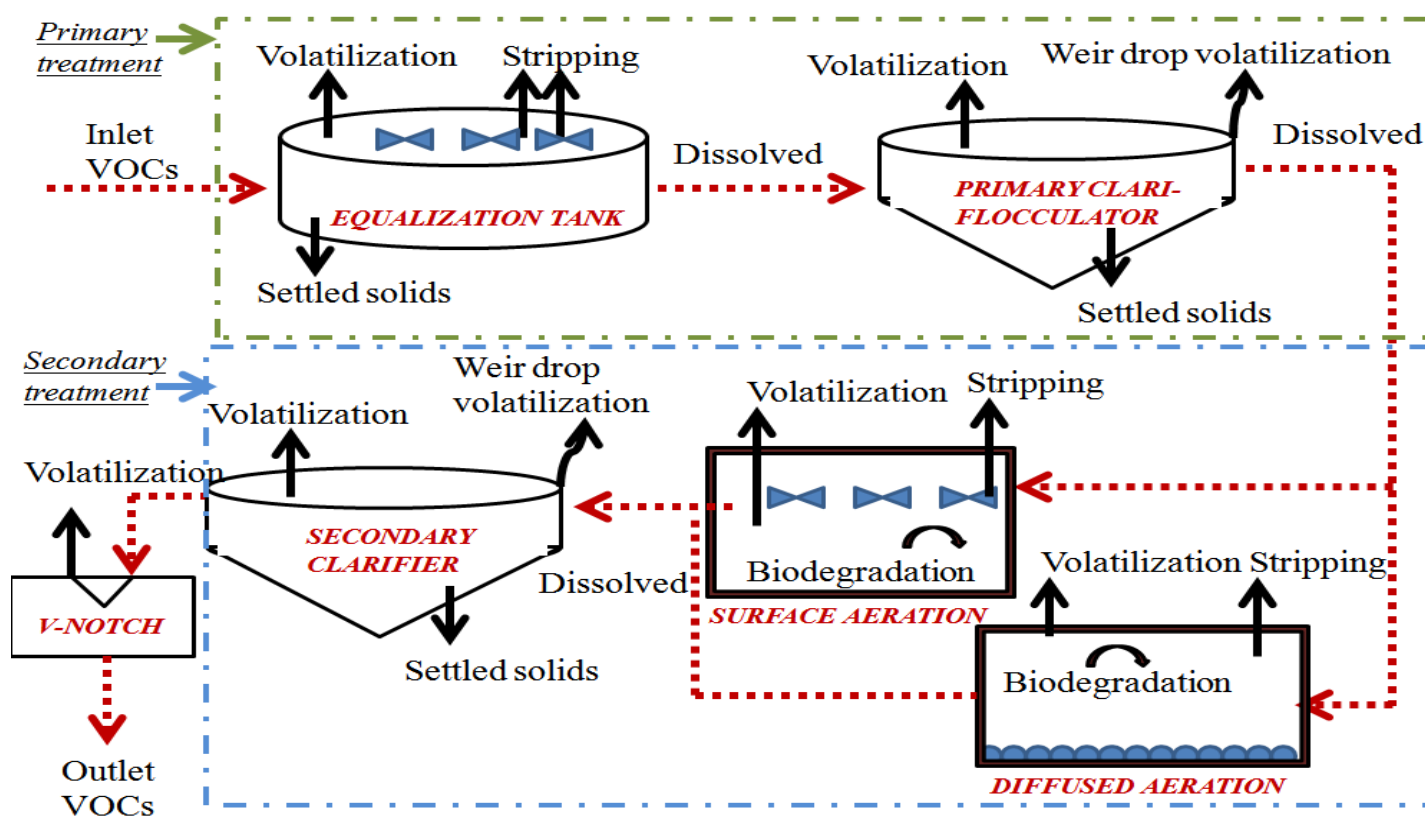 Primary
treatment
Volatilization
Stripping
Volatilization
Weir drop volatilization
Inlet
VOCs
Dissolved
Dissolved
EQUALIZATION TANK
PRIMARY CLARI-
FLOCCULATOR
Settled solids
Settled solids
Secondary
treatment
Volatilization
Weir drop
volatilization
Volatilization
Stripping
Volatilization
SECONDARY
CLARIFIER
Dissolved
Biodegradation
SURFACE AERATION
Volatilization Stripping
V-NOTCH
Settled solids
Biodegradation
Outlet
VOCs
DIFFUSED AERATION